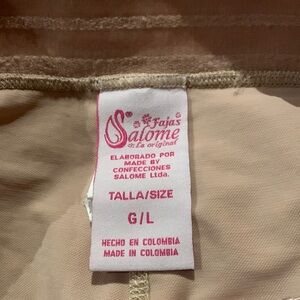 Fajas
Salome
La original
ELABORADO POR
MADE BY
CONFECCIONES
SALOME Ltda.
TALLA/SIZE
G/L
HECHO EN COLOMBIA
MADE IN COLOMBIA